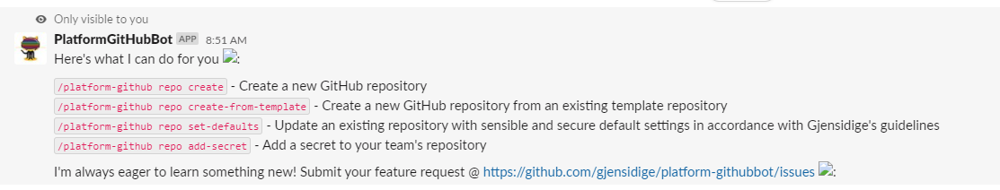 Only visible to you
PlatformGitHubBot APP 8:51 AM
Here's what I can do for you :
/platform-github repo create - Create a new GitHub repository
/platform-github repo create-from-template - Create a new GitHub repository from an existing template repository
/platform-github repo set-defaults - Update an existing repository with sensible and secure default settings in accordance with Gjensidige's guidelines
/platform-github repo add-secret - Add a secret to your team's repository
I'm always eager to learn something new! Submit your feature request @ https://github.com/gjensidige/platform-githubbot/issues :